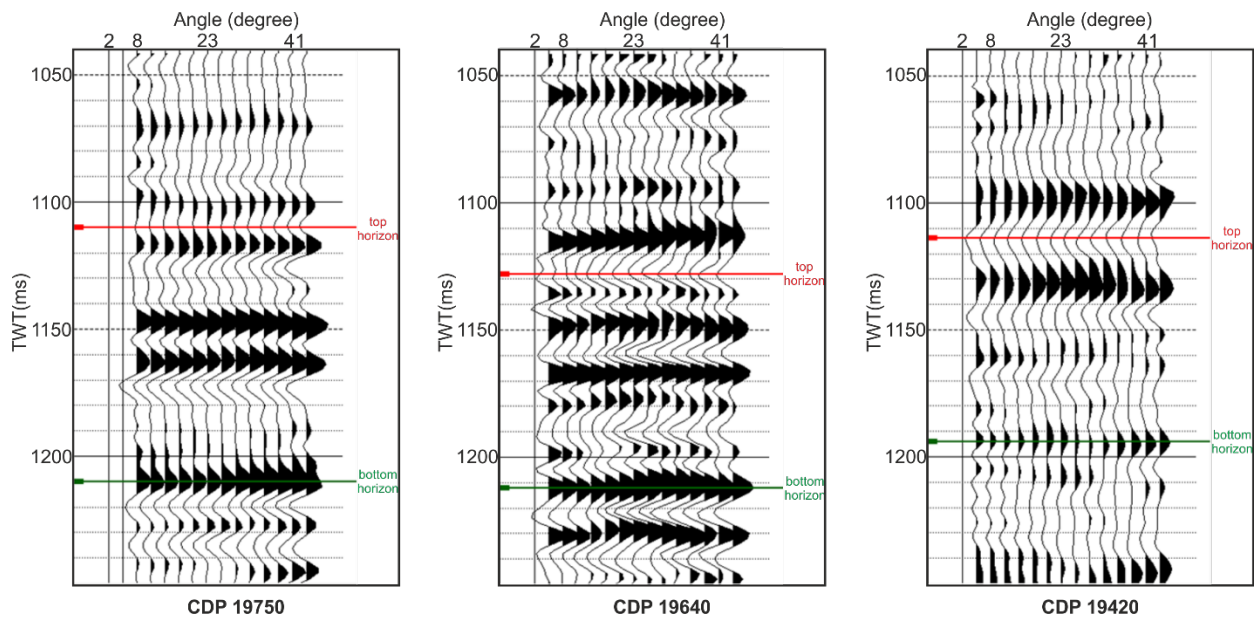 Angle (degree)
2 8 23 41
1050
1100
1150
1200
TWT(ms)
top
horizon
bottom
horizon
CDP 19750
Angle (degree)
2 8 23 41
1050
1100
1150
1200
TWT(ms)
top
horizon
bottom
horizon
CDP 19640
Angle (degree)
2 8 23 41
1050
1100
1150
1200
TWT(ms)
top
horizon
bottom
horizon
CDP 19420